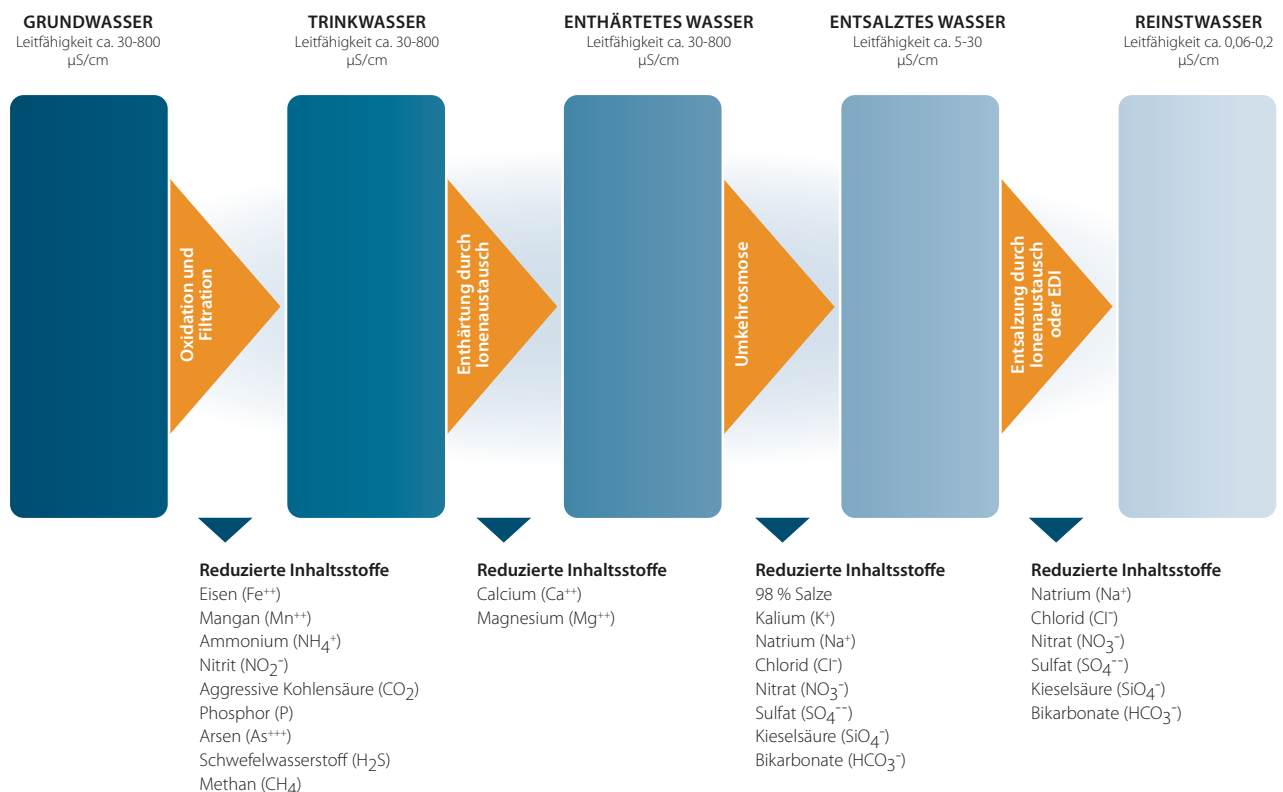 GRUNDWASSER
Leitfähigkeit ca. 30-800
µS/cm
TRINKWASSER
Leitfähigkeit ca. 30-800
µS/cm
ENTHÄRTETES WASSER
Leitfähigkeit ca. 30-800
µS/cm
ENTSALZTES WASSER
Leitfähigkeit ca. 5-30
µS/cm
REINSTWASSER
Leitfähigkeit ca. 0,06-0,2
µS/cm
Oxidation und
Filtration
Enthärtung durch
Ionenaustausch
Umkehrosmose
Entsalzung durch
Ionenaustausch
oder EDI
Reduzierte Inhaltsstoffe
Eisen (Fe⁺⁺)
Mangan (Mn⁺⁺)
Ammonium (NH₄⁺)
Nitrit (NO₂⁻)
Aggressive Kohlensäure (CO₂)
Phosphor (P)
Arsen (As⁺⁺⁺)
Schwefelwasserstoff (H₂S)
Methan (CH₄)
Reduzierte Inhaltsstoffe
Calcium (Ca⁺⁺)
Magnesium (Mg⁺⁺)
Reduzierte Inhaltsstoffe
98 % Salze
Kalium (K⁺)
Natrium (Na⁺)
Chlorid (Cl⁻)
Nitrat (NO₃⁻)
Sulfat (SO₄⁻⁻)
Kieselsäure (SiO₄⁻)
Bikarbonate (HCO₃⁻)
Reduzierte Inhaltsstoffe
Natrium (Na⁺)
Chlorid (Cl⁻)
Nitrat (NO₃⁻)
Sulfat (SO₄⁻⁻)
Kieselsäure (SiO₄⁻)
Bikarbonate (HCO₃⁻)